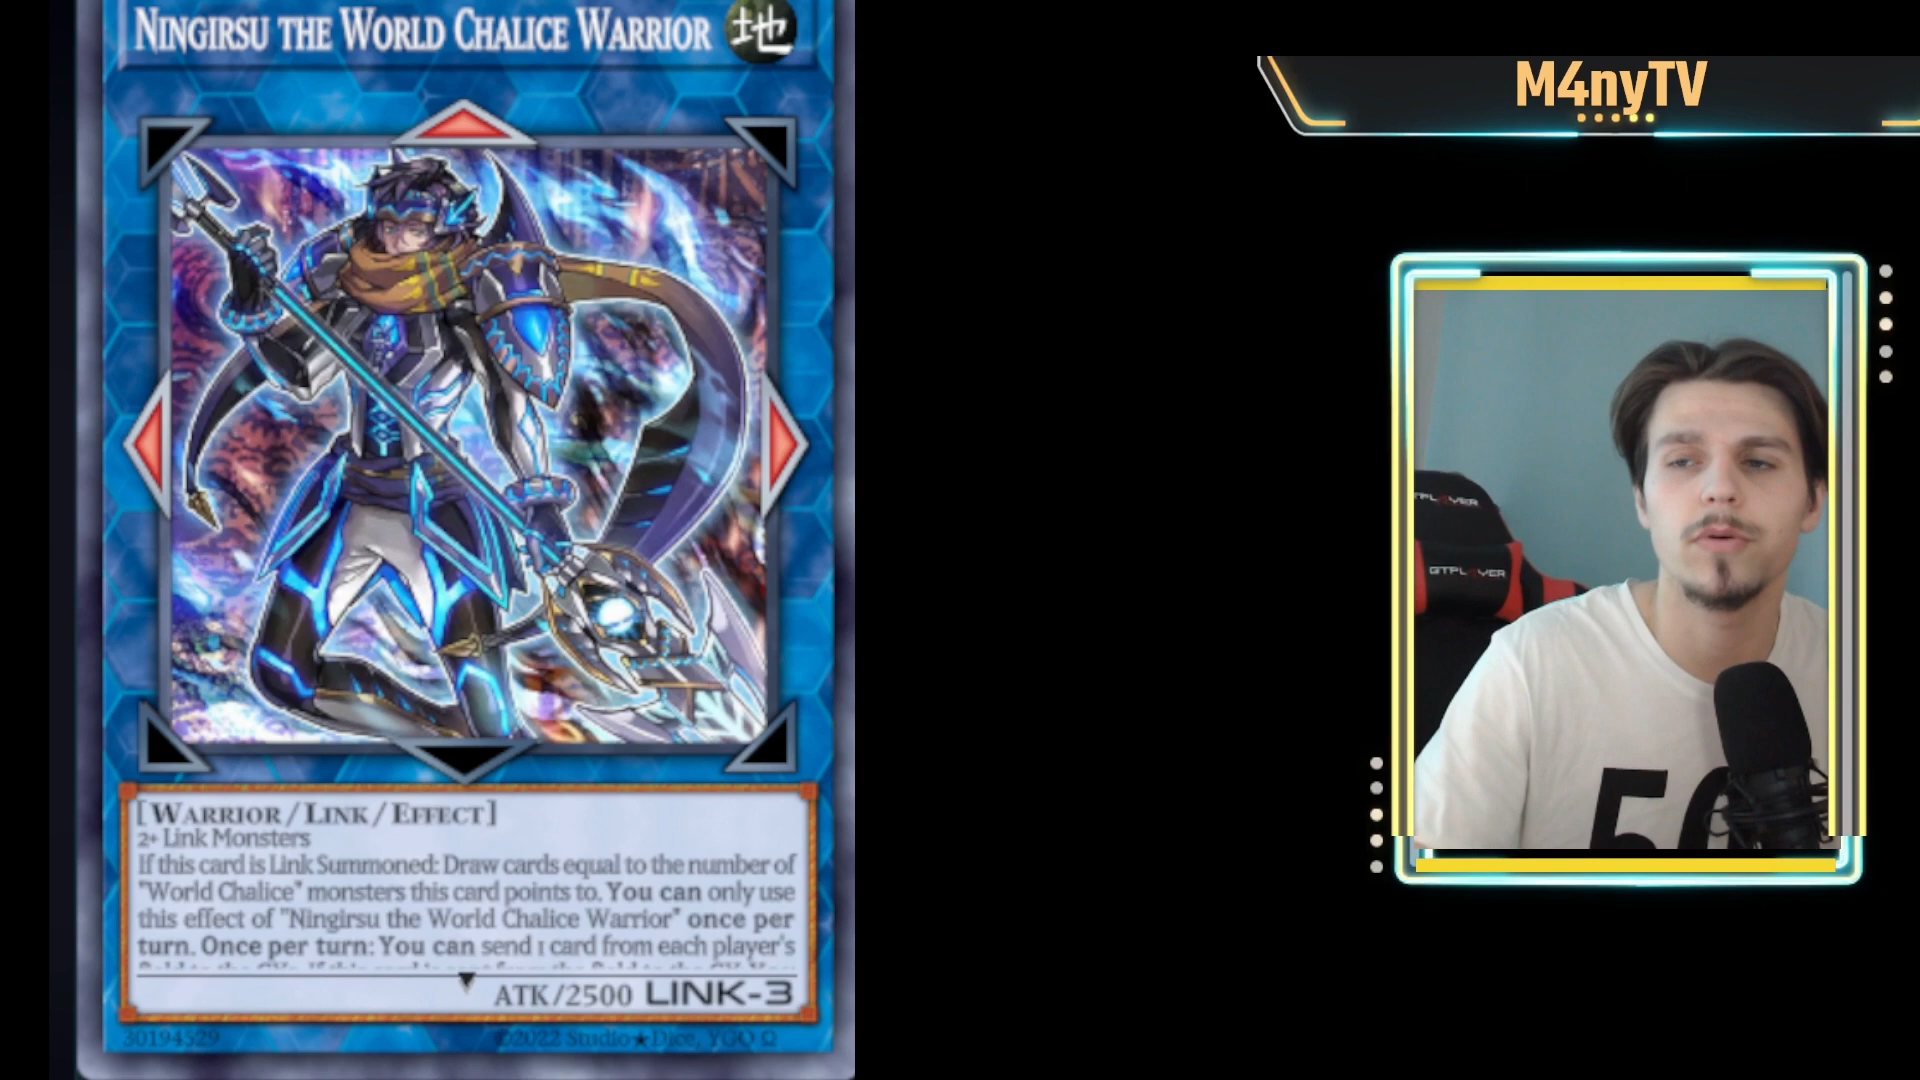 NINGIRSU THE WORLD CHALICE WARRIOR 地
M4nyTV
GTPLAYER
GTPLAYER
50
[WARRIOR/LINK/EFFECT]
2+ Link Monsters
If this card is Link Summoned: Draw cards equal to the number of
"World Chalice" monsters this card points to. You can only use
this effect of "Ningirsu the World Chalice Warrior" once per
turn. Once per turn: You can send 1 card from each player's
ATK/2500 LINK-3
30194529 ©2022 Studio★Dice, YGO Ω